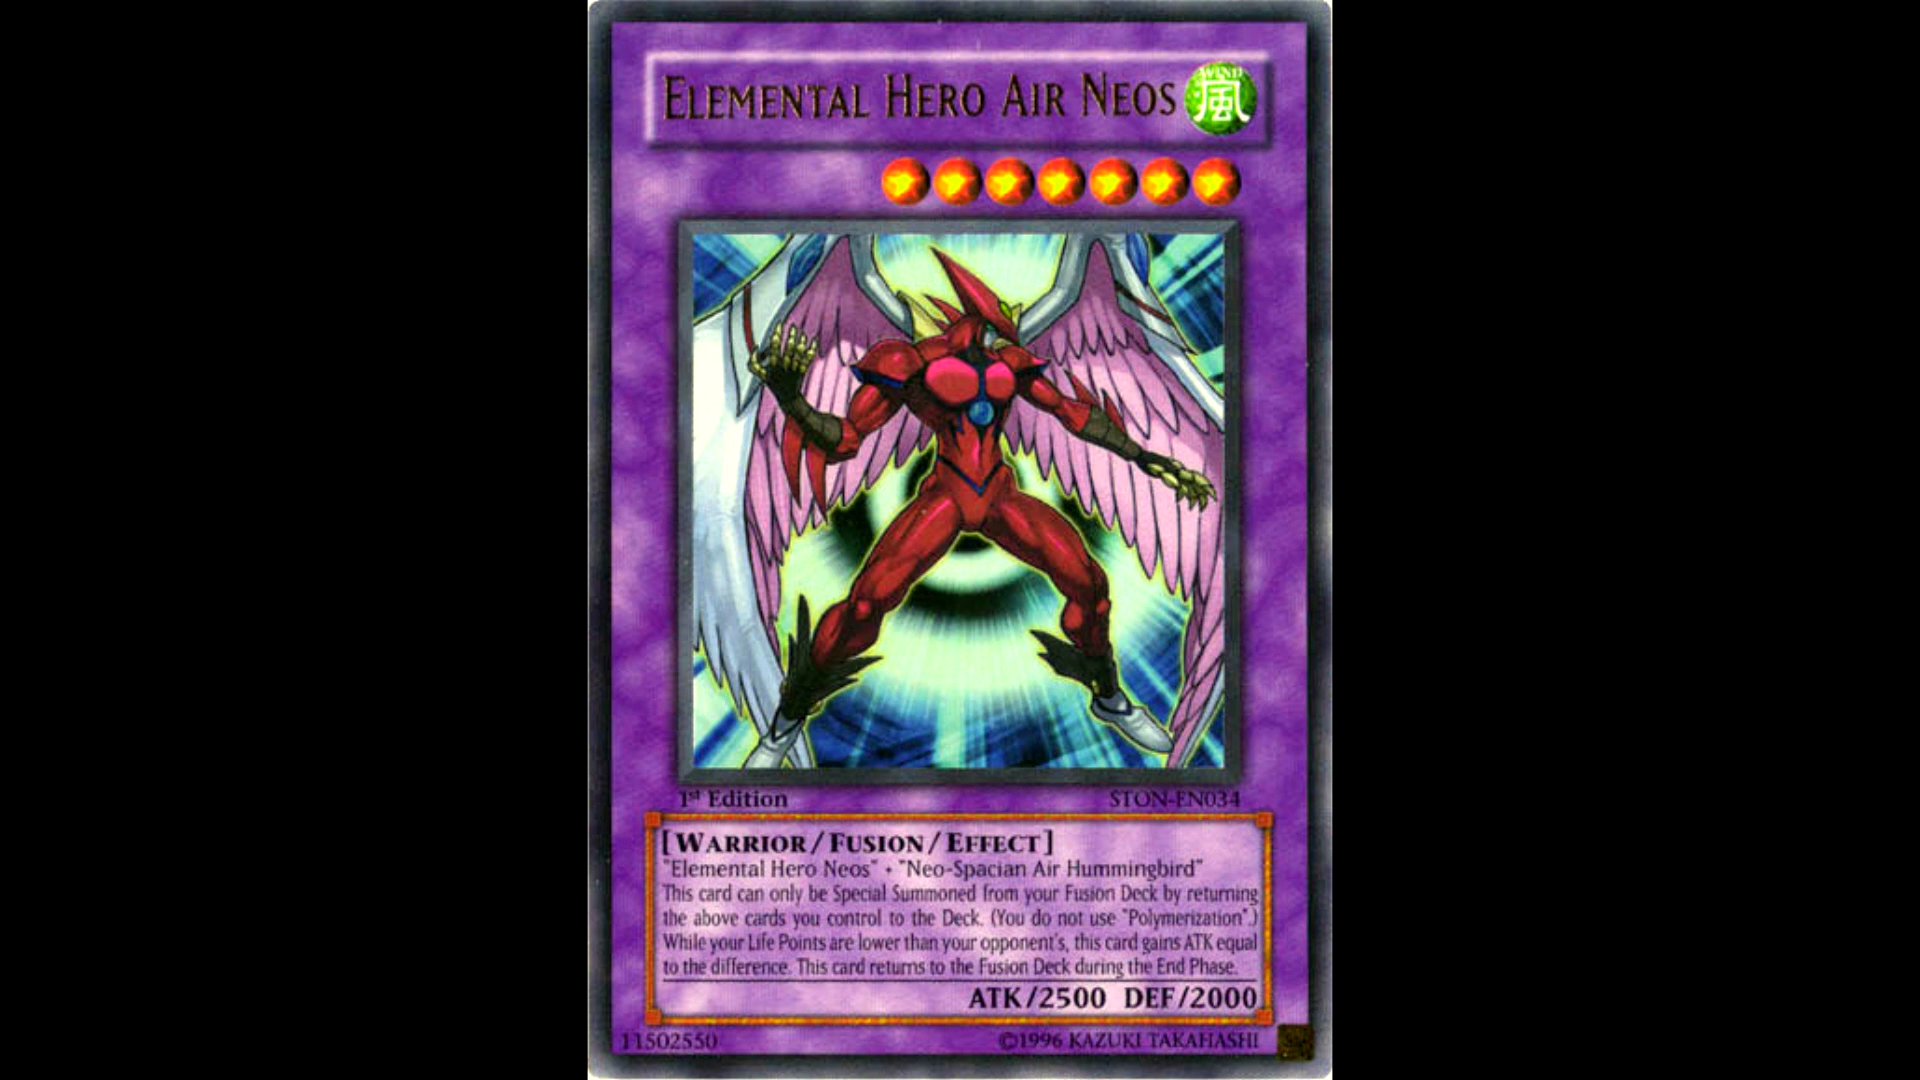 Elemental Hero Air Neos
WIND
風
1st Edition
STON-EN034
[Warrior/Fusion/Effect]
"Elemental Hero Neos" + "Neo-Spacian Air Hummingbird"
This card can only be Special Summoned from your Fusion Deck by returning
the above cards you control to the Deck. (You do not use "Polymerization".)
While your Life Points are lower than your opponent's, this card gains ATK equal
to the difference. This card returns to the Fusion Deck during the End Phase.
ATK/2500 DEF/2000
11502550
©1996 KAZUKI TAKAHASHI